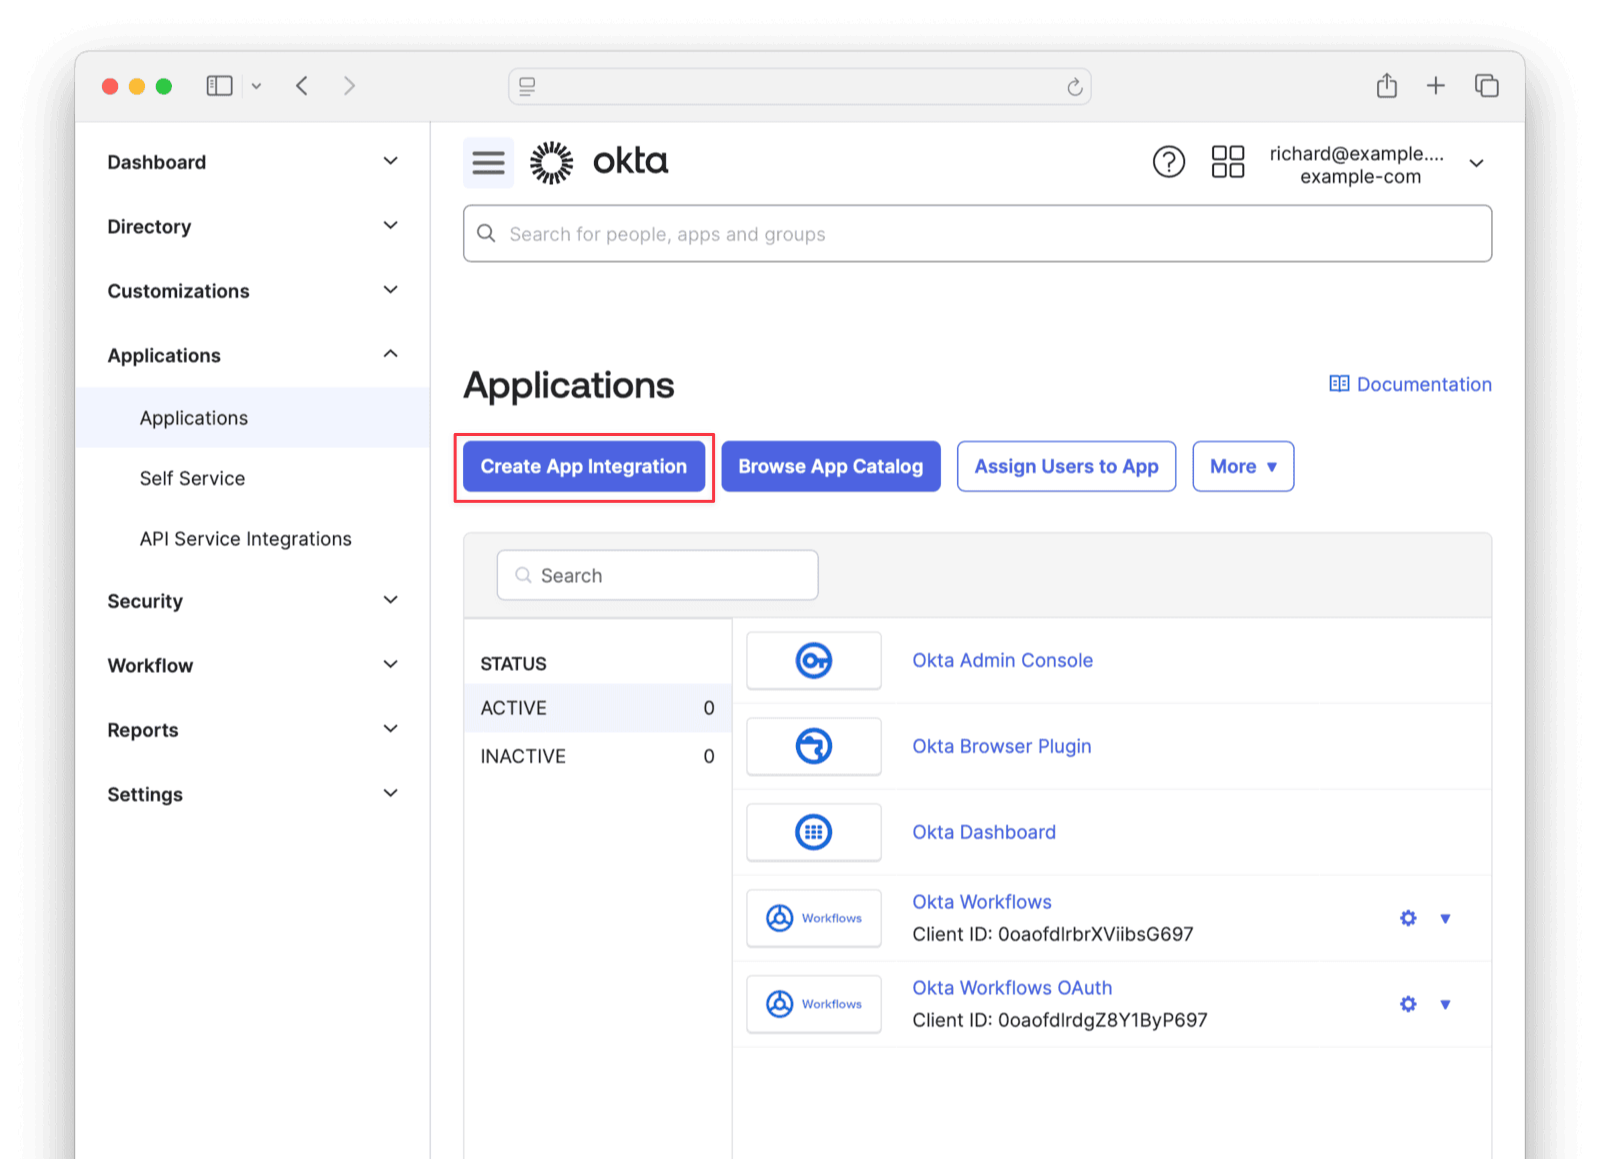 Dashboard
Directory
Customizations
Applications
Applications
Self Service
API Service Integrations
Security
Workflow
Reports
Settings
okta
richard@example....
example-com
Search for people, apps and groups
Applications
Documentation
Create App Integration
Browse App Catalog
Assign Users to App
More
Search
STATUS
ACTIVE 0
INACTIVE 0
Okta Admin Console
Okta Browser Plugin
Okta Dashboard
Workflows
Okta Workflows
Client ID: 0oaofdlrbrXViibsG697
Workflows
Okta Workflows OAuth
Client ID: 0oaofdlrdgZ8Y1ByP697